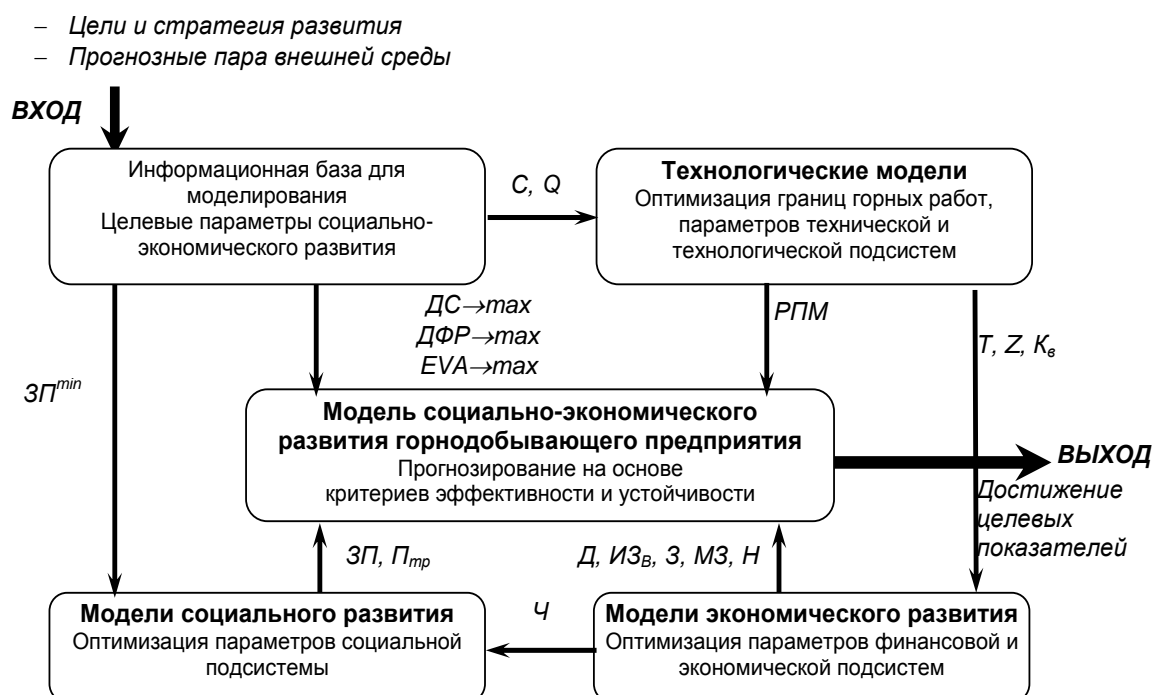 – Цели и стратегия развития
– Прогнозные пара внешней среды
ВХОД
Информационная база для
моделирования
Целевые параметры социально-
экономического развития
C, Q
Технологические модели
Оптимизация границ горных работ,
параметров технической и
технологической подсистем
ДС→max
ДФР→max
EVA→max
РПМ
T, Z, Kв
ЗПmin
Модель социально-экономического
развития горнодобывающего предприятия
Прогнозирование на основе
критериев эффективности и устойчивости
ВЫХОД
Достижение
целевых
показателей
ЗП, Птр
Д, ИЗВ, З, МЗ, Н
Модели социального развития
Оптимизация параметров социальной
подсистемы
Ч
Модели экономического развития
Оптимизация параметров финансовой и
экономической подсистем